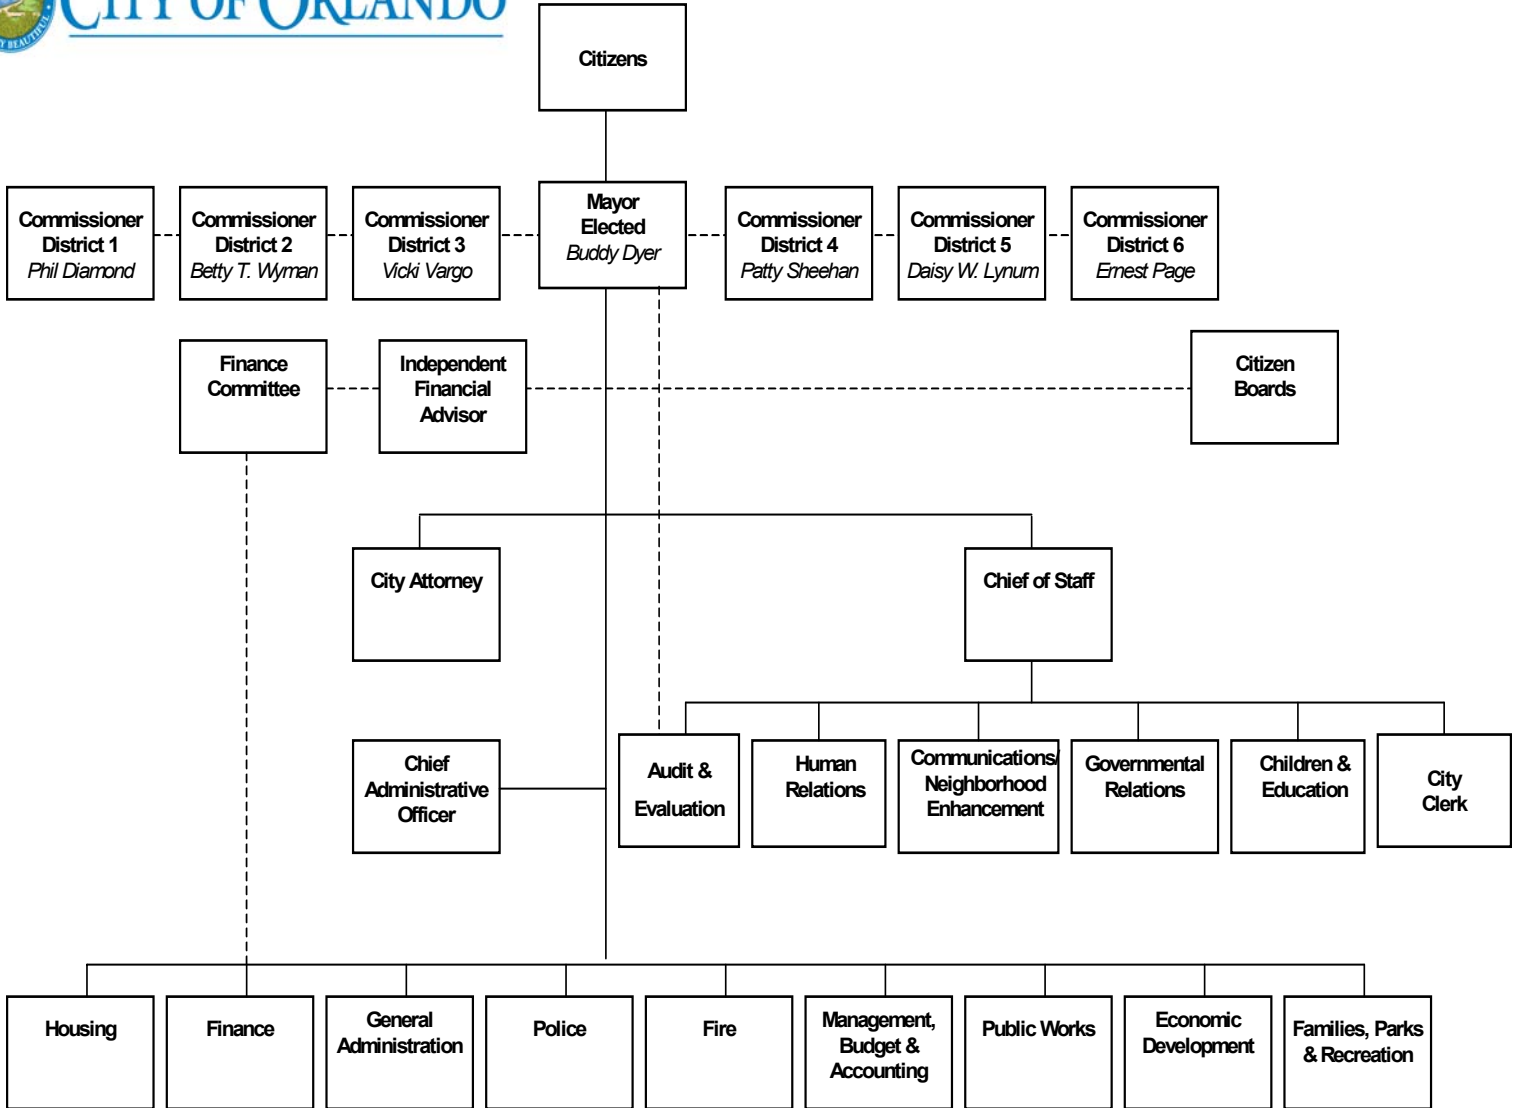 CITY OF ORLANDO
Y BEAUTIFUL
Citizens
Commissioner
District 1
Phil Diamond
Commissioner
District 2
Betty T. Wyman
Commissioner
District 3
Vicki Vargo
Mayor
Elected
Buddy Dyer
Commissioner
District 4
Patty Sheehan
Commissioner
District 5
Daisy W. Lynum
Commissioner
District 6
Ernest Page
Finance
Committee
Independent
Financial
Advisor
Citizen
Boards
City Attorney
Chief of Staff
Chief
Administrative
Officer
Audit &
Evaluation
Human
Relations
Communications/
Neighborhood
Enhancement
Governmental
Relations
Children &
Education
City
Clerk
Housing
Finance
General
Administration
Police
Fire
Management,
Budget &
Accounting
Public Works
Economic
Development
Families, Parks
& Recreation